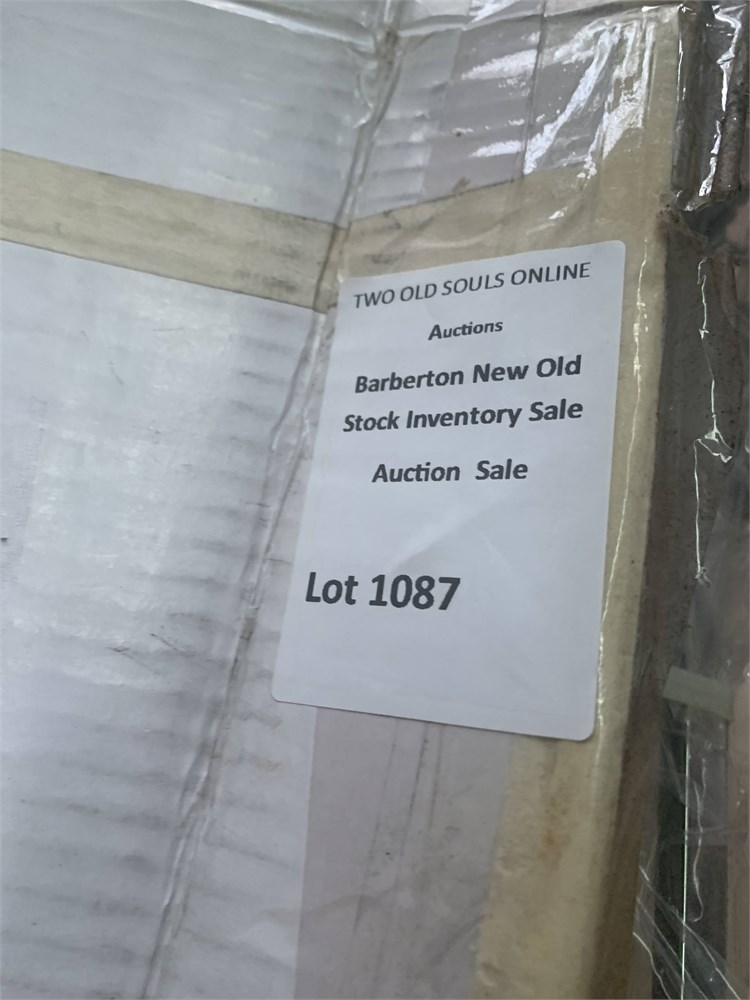 TWO OLD SOULS ONLINE
Auctions
Barberton New Old
Stock Inventory Sale
Auction Sale
Lot 1087